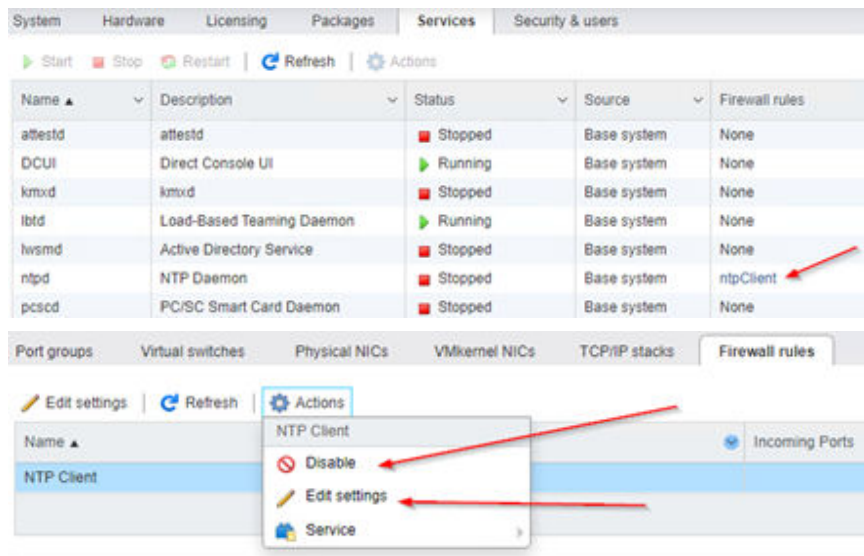 System Hardware Licensing Packages Services Security & users
Start Stop Restart Refresh Actions
Name Description Status Source Firewall rules
attestd attestd Stopped Base system None
DCUI Direct Console UI Running Base system None
kmxd kmxd Stopped Base system None
lbtd Load-Based Teaming Daemon Running Base system None
lwsmd Active Directory Service Stopped Base system None
ntpd NTP Daemon Stopped Base system ntpClient
pcscd PC/SC Smart Card Daemon Stopped Base system None
Port groups Virtual switches Physical NICs VMkernel NICs TCP/IP stacks Firewall rules
Edit settings Refresh Actions
Name NTP Client Incoming Ports
Disable
NTP Client
Edit settings
Service